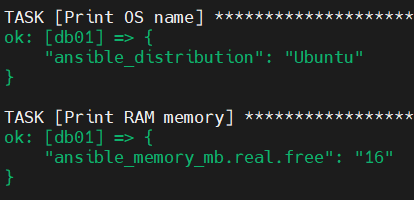 TASK [Print OS name] ********************
ok: [db01] => {
    "ansible_distribution": "Ubuntu"
}
TASK [Print RAM memory] *****************
ok: [db01] => {
    "ansible_memory_mb.real.free": "16"
}